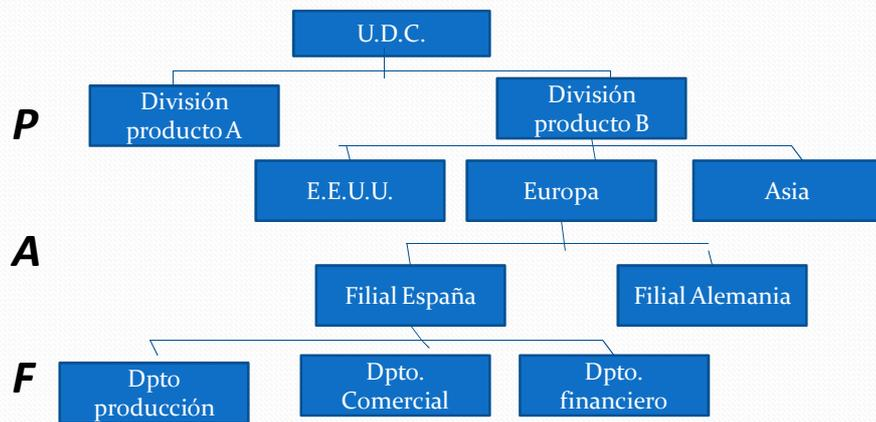 U.D.C.
P
División
producto A
División
producto B
E.E.U.U.
Europa
Asia
A
Filial España
Filial Alemania
F
Dpto
producción
Dpto.
Comercial
Dpto.
financiero